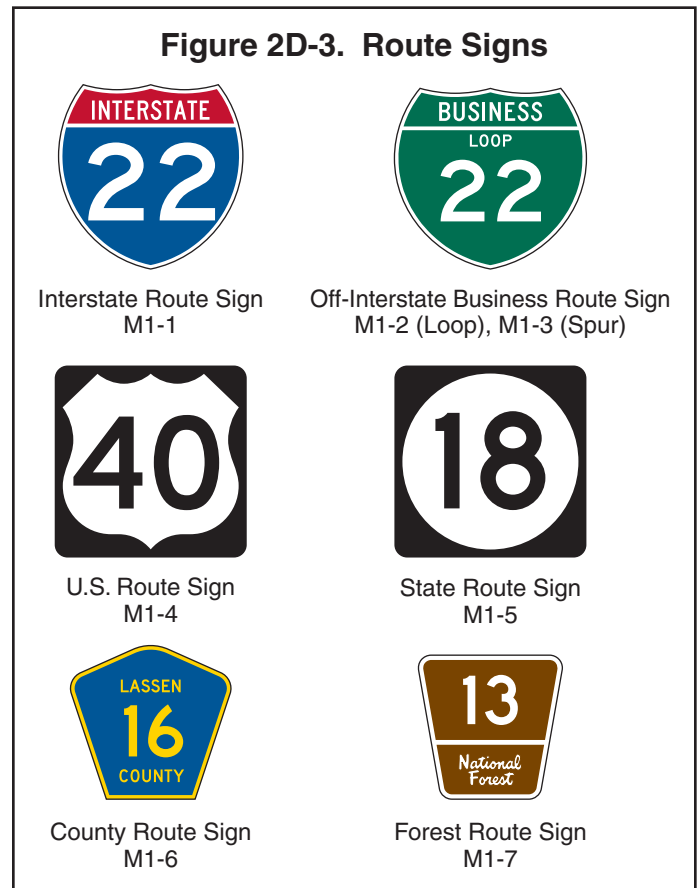 Figure 2D-3. Route Signs
INTERSTATE
22
Interstate Route Sign
M1-1
BUSINESS
LOOP
22
Off-Interstate Business Route Sign
M1-2 (Loop), M1-3 (Spur)
40
U.S. Route Sign
M1-4
18
State Route Sign
M1-5
LASSEN
16
COUNTY
County Route Sign
M1-6
13
National
Forest
Forest Route Sign
M1-7